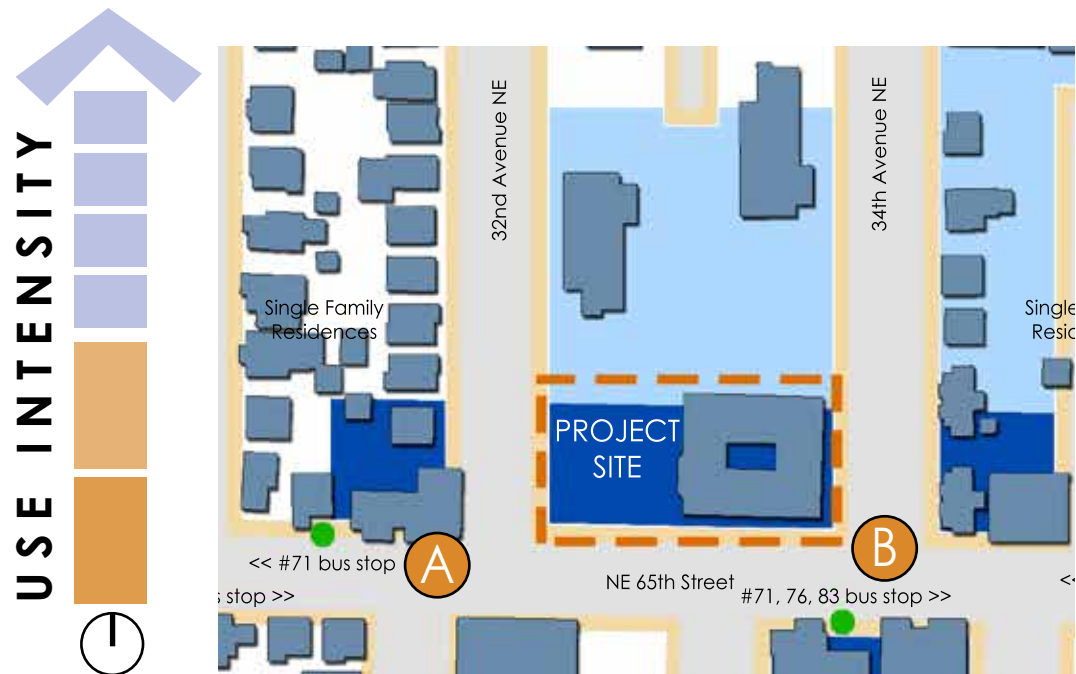 USE INTENSITY
32nd Avenue NE
34th Avenue NE
Single Family
Residences
Single
Resid
PROJECT
SITE
<< #71 bus stop
A
B
NE 65th Street
s stop >>
#71, 76, 83 bus stop >>
<<